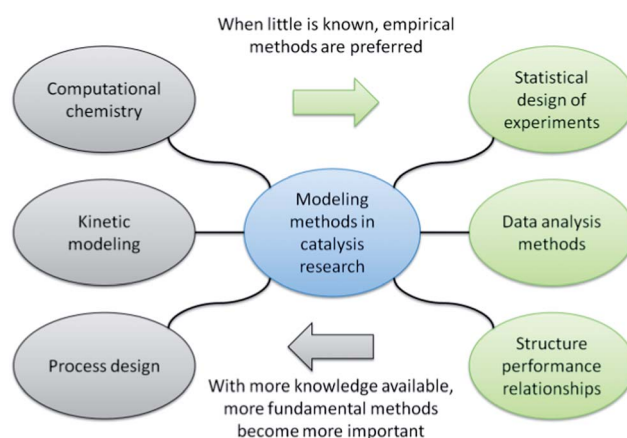 When little is known, empirical
methods are preferred
Computational
chemistry
Statistical
design of
experiments
Kinetic
modeling
Modeling
methods in
catalysis
research
Data analysis
methods
Process design
Structure
performance
relationships
With more knowledge available,
more fundamental methods
become more important